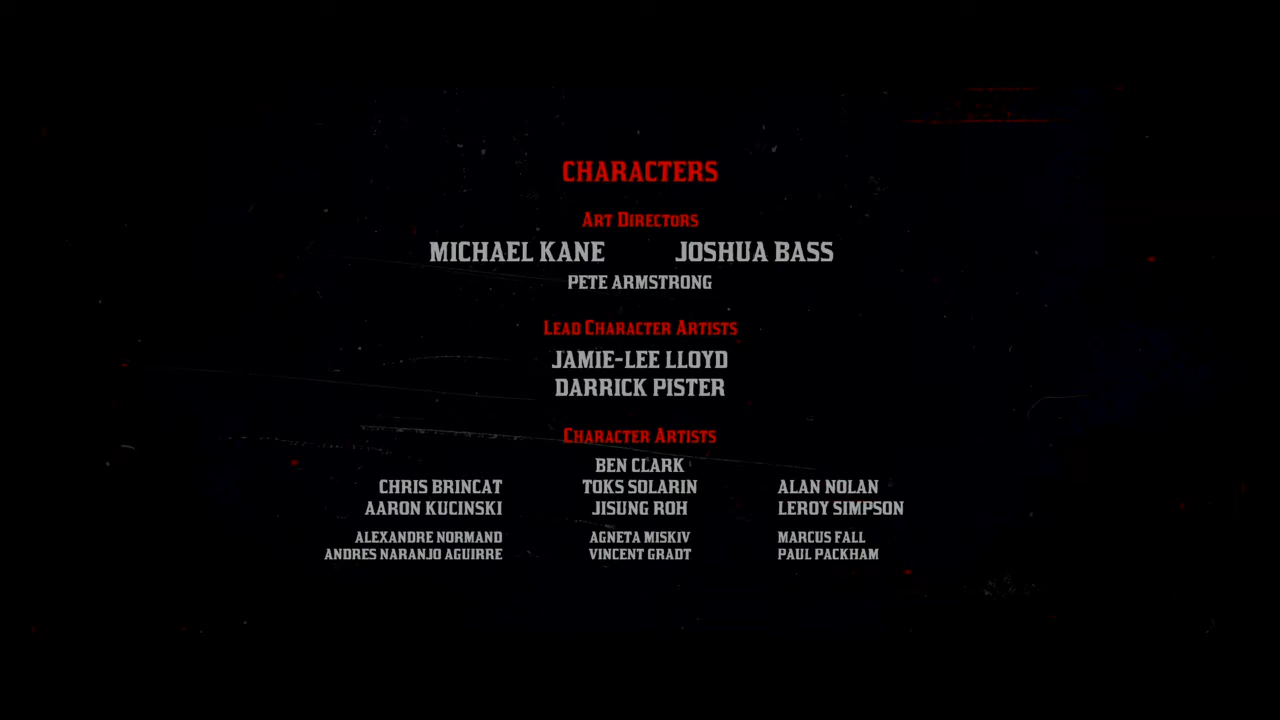 CHARACTERS
ART DIRECTORS
MICHAEL KANE JOSHUA BASS
PETE ARMSTRONG
LEAD CHARACTER ARTISTS
JAMIE-LEE LLOYD
DARRICK PISTER
CHARACTER ARTISTS
BEN CLARK
CHRIS BRINCAT TOKS SOLARIN ALAN NOLAN
AARON KUCINSKI JISUNG ROH LEROY SIMPSON
ALEXANDRE NORMAND AGNETA MISKIV MARCUS FALL
ANDRES NARANJO AGUIRRE VINCENT GRADT PAUL PACKHAM